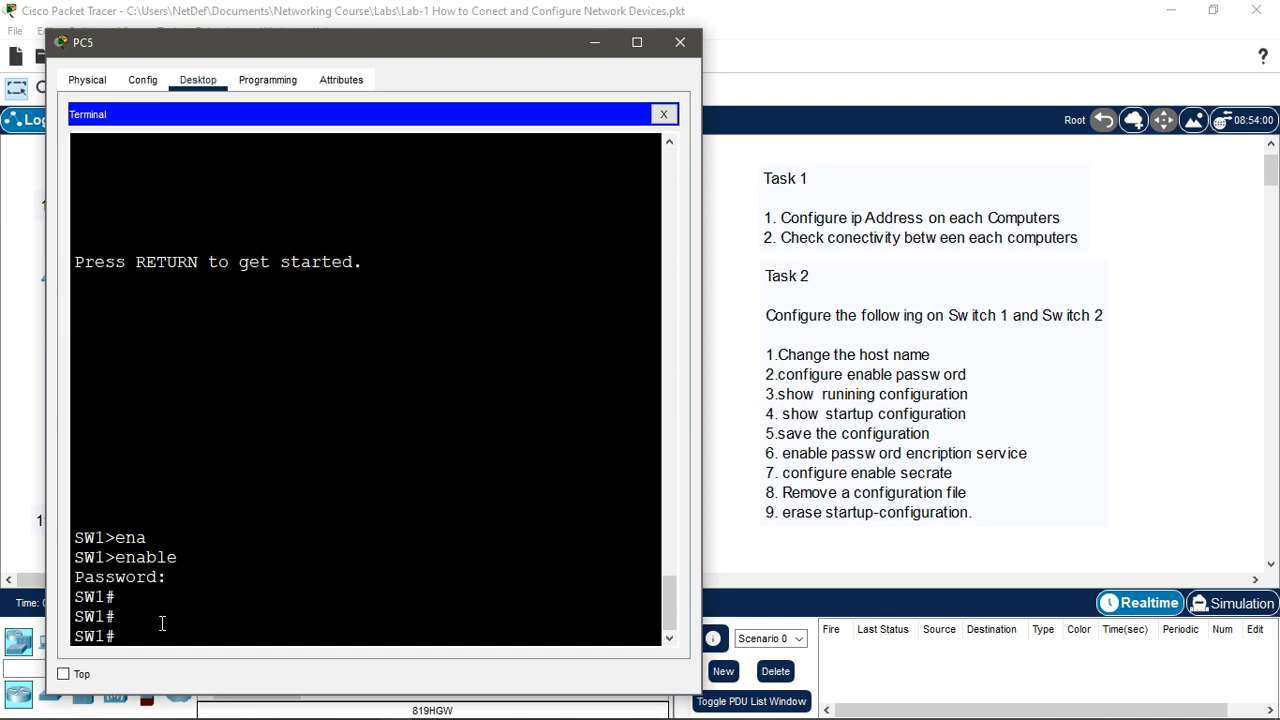 Cisco Packet Tracer - C:\Users\NetDef\Documents\Networking Course\Labs\Lab-1 How to Conect and Configure Network Devices.pkt
File
PC5
Physical Config Desktop Programming Attributes
Terminal
X
Root
08:54:00
Press RETURN to get started.
SW1>ena
SW1>enable
Password:
SW1#
SW1#
SW1#
Top
Task 1
1. Configure ip Address on each Computers
2. Check conectivity betw een each computers
Task 2
Configure the follow ing on Sw itch 1 and Sw itch 2
1.Change the host name
2.configure enable passw ord
3.show runining configuration
4. show startup configuration
5.save the configuration
6. enable passw ord encription service
7. configure enable secrate
8. Remove a configuration file
9. erase startup-configuration.
Time:
Realtime
Simulation
Scenario 0
New
Delete
Toggle PDU List Window
Fire Last Status Source Destination Type Color Time(sec) Periodic Num Edit
819HGW